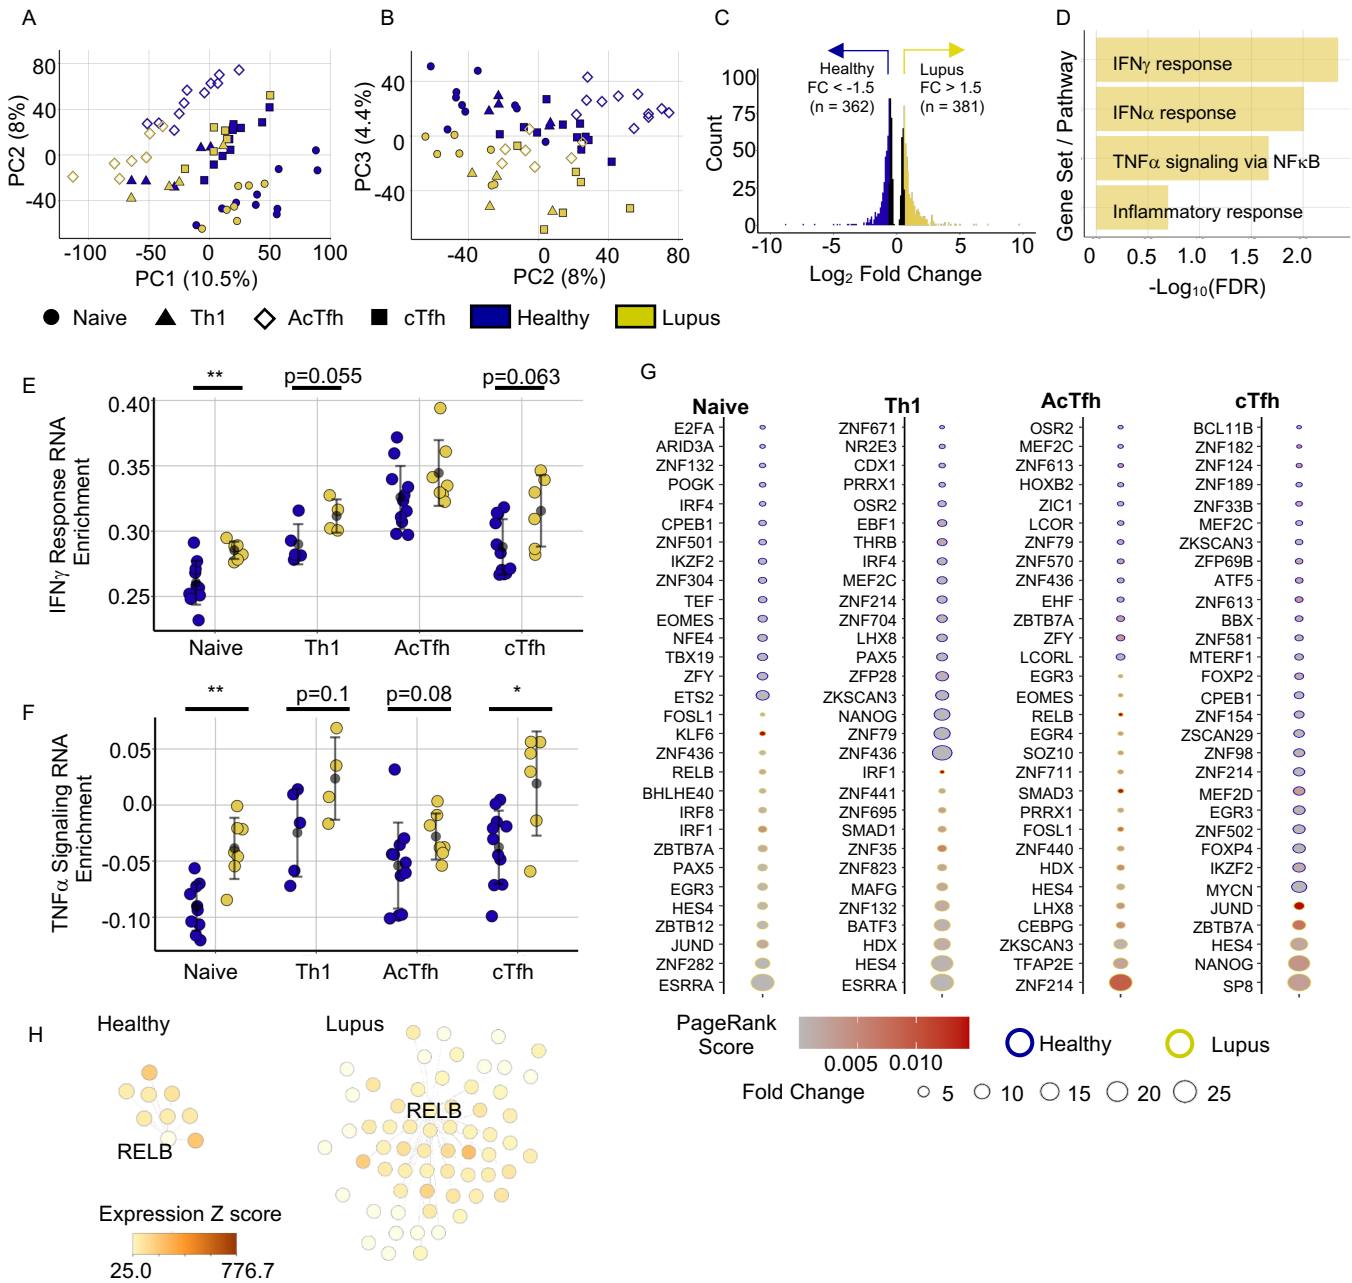 A
B
C
D
80
40
0
-40
PC2 (8%)
-100
-50
0
50
100
PC1 (10.5%)
40
0
-40
PC3 (4.4%)
-40
0
40
80
PC2 (8%)
Healthy
FC < -1.5
(n = 362)
Lupus
FC > 1.5
(n = 381)
100
75
50
25
0
Count
-10
-5
0
5
10
Log2 Fold Change
Gene Set / Pathway
IFNγ response
IFNα response
TNFα signaling via NFκB
Inflammatory response
0
0.5
1.0
1.5
2.0
-Log10(FDR)
Naive
Th1
AcTfh
cTfh
Healthy
Lupus
E
IFNγ Response RNA
Enrichment
0.40
0.35
0.30
0.25
**
p=0.055
p=0.063
Naive
Th1
AcTfh
cTfh
F
TNFα Signaling RNA
Enrichment
0.05
0.0
-0.05
-0.10
**
p=0.1
p=0.08
*
Naive
Th1
AcTfh
cTfh
G
Naive
E2FA
ARID3A
ZNF132
POGK
IRF4
CPEB1
ZNF501
IKZF2
ZNF304
TEF
EOMES
NFE4
TBX19
ZFY
ETS2
FOSL1
KLF6
ZNF436
RELB
BHLHE40
IRF8
IRF1
ZBTB7A
PAX5
EGR3
HES4
ZBTB12
JUND
ZNF282
ESRRA
Th1
ZNF671
NR2E3
CDX1
PRRX1
OSR2
EBF1
THRB
IRF4
MEF2C
ZNF214
ZNF704
LHX8
PAX5
ZFP28
ZKSCAN3
NANOG
ZNF79
ZNF436
IRF1
ZNF441
ZNF695
SMAD1
ZNF35
ZNF823
MAFG
ZNF132
BATF3
HDX
HES4
ESRRA
AcTfh
OSR2
MEF2C
ZNF613
HOXB2
ZIC1
LCOR
ZNF79
ZNF570
ZNF436
EHF
ZBTB7A
ZFY
LCORL
EGR3
EOMES
RELB
EGR4
SOZ10
ZNF711
SMAD3
PRRX1
FOSL1
ZNF440
HDX
HES4
LHX8
CEBPG
ZKSCAN3
TFAP2E
ZNF214
cTfh
BCL11B
ZNF182
ZNF124
ZNF189
ZNF33B
MEF2C
ZKSCAN3
ZFP69B
ATF5
ZNF613
BBX
ZNF581
MTERF1
FOXP2
CPEB1
ZNF154
ZSCAN29
ZNF98
ZNF214
MEF2D
EGR3
ZNF502
FOXP4
IKZF2
MYCN
JUND
ZBTB7A
HES4
NANOG
SP8
PageRank
Score
0.005
0.010
Healthy
Lupus
Fold Change
5
10
15
20
25
H
Healthy
RELB
Lupus
RELB
Expression Z score
25.0
776.7